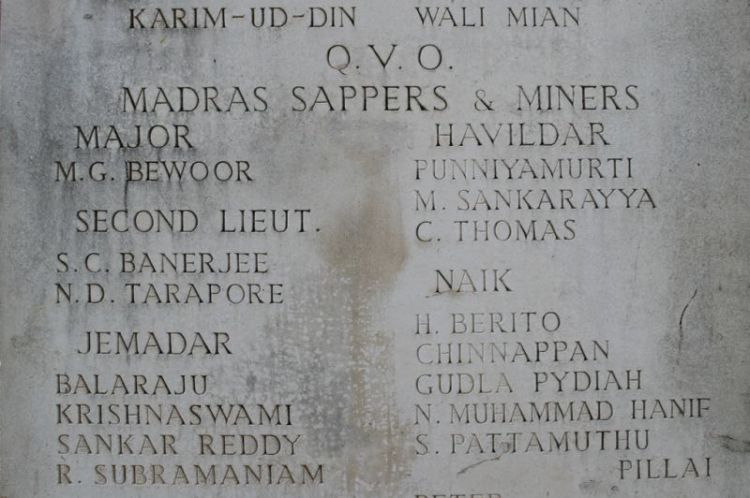 KARIM-UD-DIN WALI MIAN
Q.V.O.
MADRAS SAPPERS & MINERS
MAJOR
M.G. BEWOOR
SECOND LIEUT.
S.C. BANERJEE
N.D. TARAPORE
JEMADAR
BALARAJU
KRISHNASWAMI
SANKAR REDDY
R. SUBRAMANIAM
HAVILDAR
PUNNIYAMURTI
M. SANKARAYYA
C. THOMAS
NAIK
H. BERITO
CHINNAPPAN
GUDLA PYDIAH
N. MUHAMMAD HANIF
S. PATTAMUTHU
PILLAI